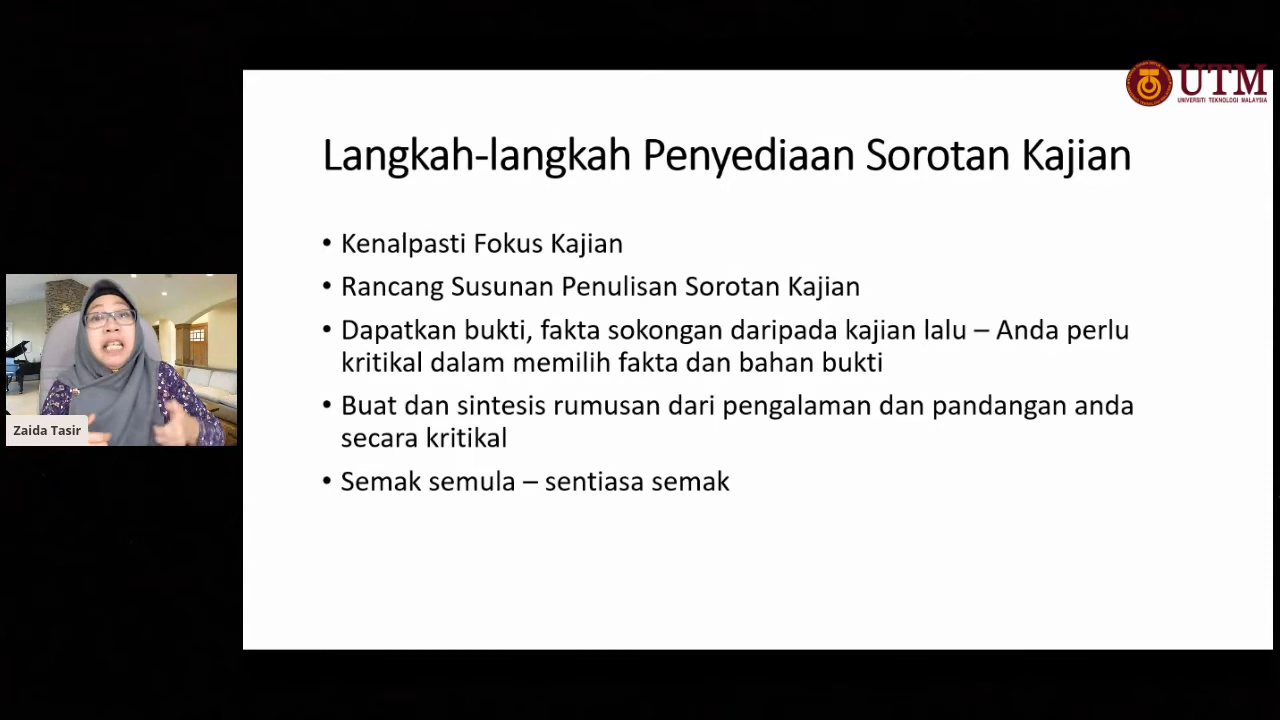 UTM
UNIVERSITI TEKNOLOGI MALAYSIA
Langkah-langkah Penyediaan Sorotan Kajian
• Kenalpasti Fokus Kajian
• Rancang Susunan Penulisan Sorotan Kajian
• Dapatkan bukti, fakta sokongan daripada kajian lalu – Anda perlu
kritikal dalam memilih fakta dan bahan bukti
• Buat dan sintesis rumusan dari pengalaman dan pandangan anda
secara kritikal
• Semak semula – sentiasa semak
Zaida Tasir